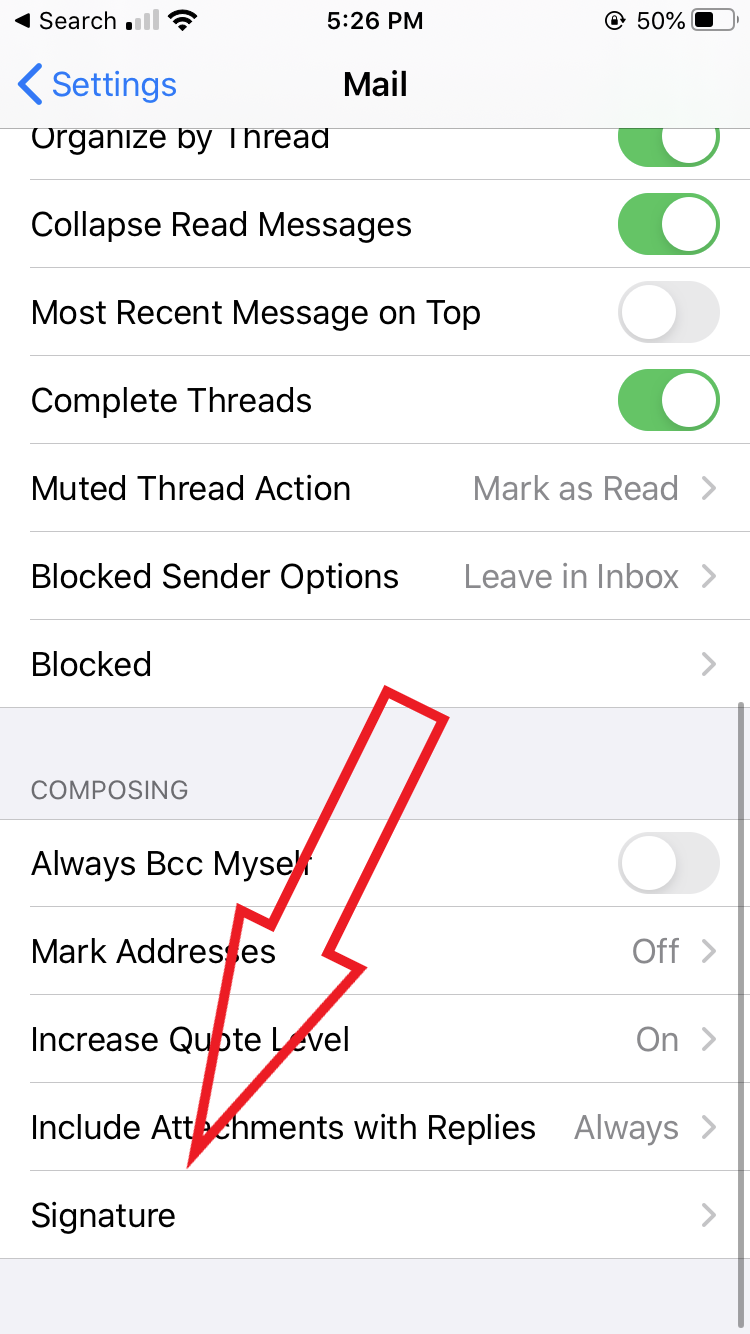 Search 5:26 PM 50%
Settings Mail
Organize by Thread
Collapse Read Messages
Most Recent Message on Top
Complete Threads
Muted Thread Action Mark as Read
Blocked Sender Options Leave in Inbox
Blocked
COMPOSING
Always Bcc Myself
Mark Addresses Off
Increase Quote Level On
Include Attachments with Replies Always
Signature